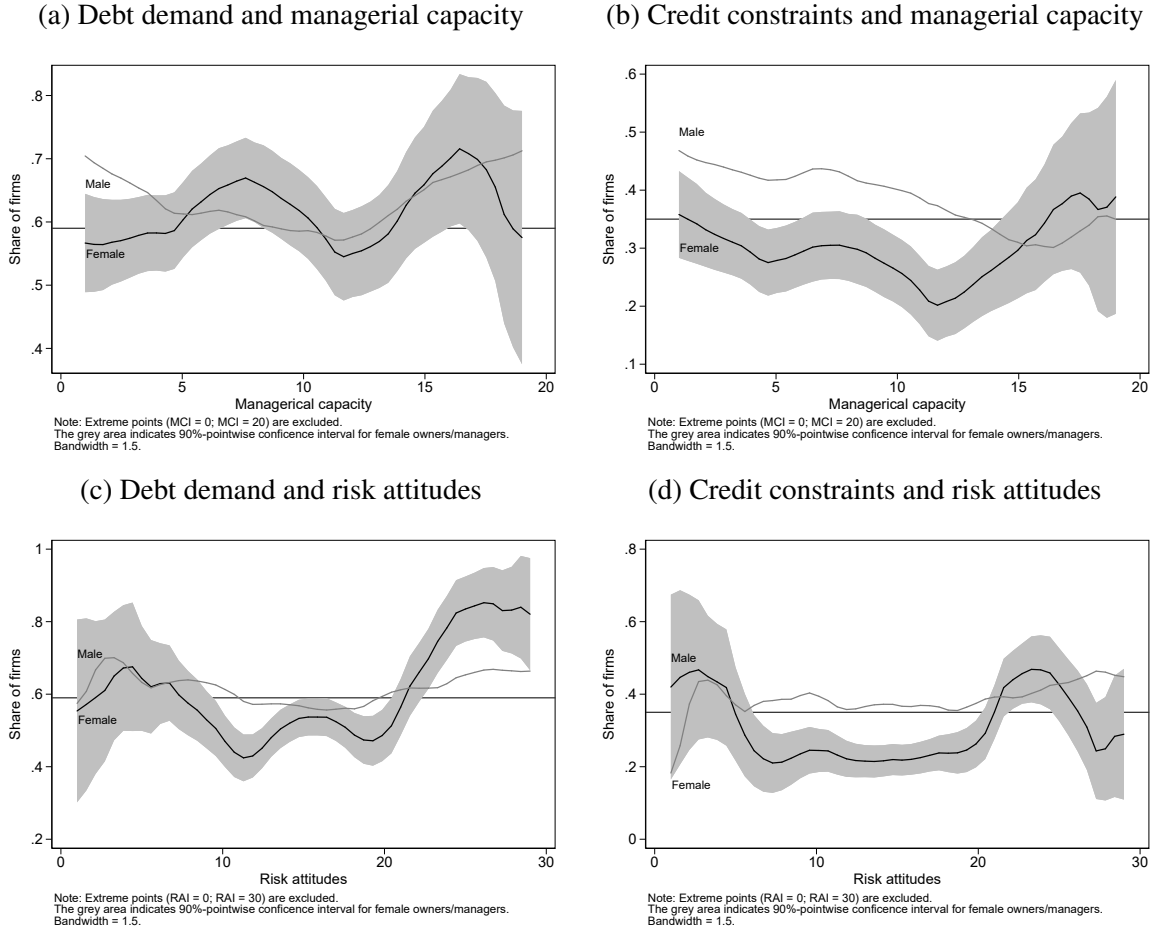 (a) Debt demand and managerial capacity
Share of firms
.8
.7
.6
.5
.4
Male
Female
0 5 10 15 20
Managerical capacity
Note: Extreme points (MCI = 0; MCI = 20) are excluded.
The grey area indicates 90%-pointwise conficence interval for female owners/managers.
Bandwidth = 1.5.
(b) Credit constraints and managerial capacity
Share of firms
.6
.5
.4
.3
.2
.1
Male
Female
0 5 10 15 20
Managerical capacity
Note: Extreme points (MCI = 0; MCI = 20) are excluded.
The grey area indicates 90%-pointwise conficence interval for female owners/managers.
Bandwidth = 1.5.
(c) Debt demand and risk attitudes
Share of firms
1
.8
.6
.4
.2
Male
Female
0 10 20 30
Risk attitudes
Note: Extreme points (RAI = 0; RAI = 30) are excluded.
The grey area indicates 90%-pointwise conficence interval for female owners/managers.
Bandwidth = 1.5.
(d) Credit constraints and risk attitudes
Share of firms
.8
.6
.4
.2
0
Male
Female
0 10 20 30
Risk attitudes
Note: Extreme points (RAI = 0; RAI = 30) are excluded.
The grey area indicates 90%-pointwise conficence interval for female owners/managers.
Bandwidth = 1.5.